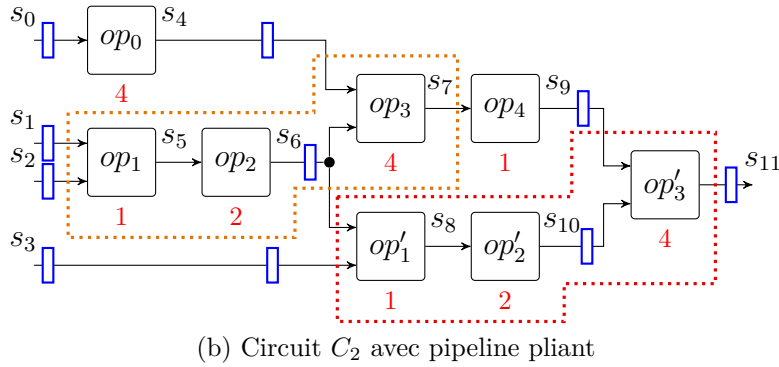 s0 op0 s4
4
s7 s9
op3 op4
s1
s5 s6
s2 op1 op2
4 1
s11
op′3
1 2
s8 s10
s3 op′1 op′2
4
1 2
(b) Circuit C2 avec pipeline pliant